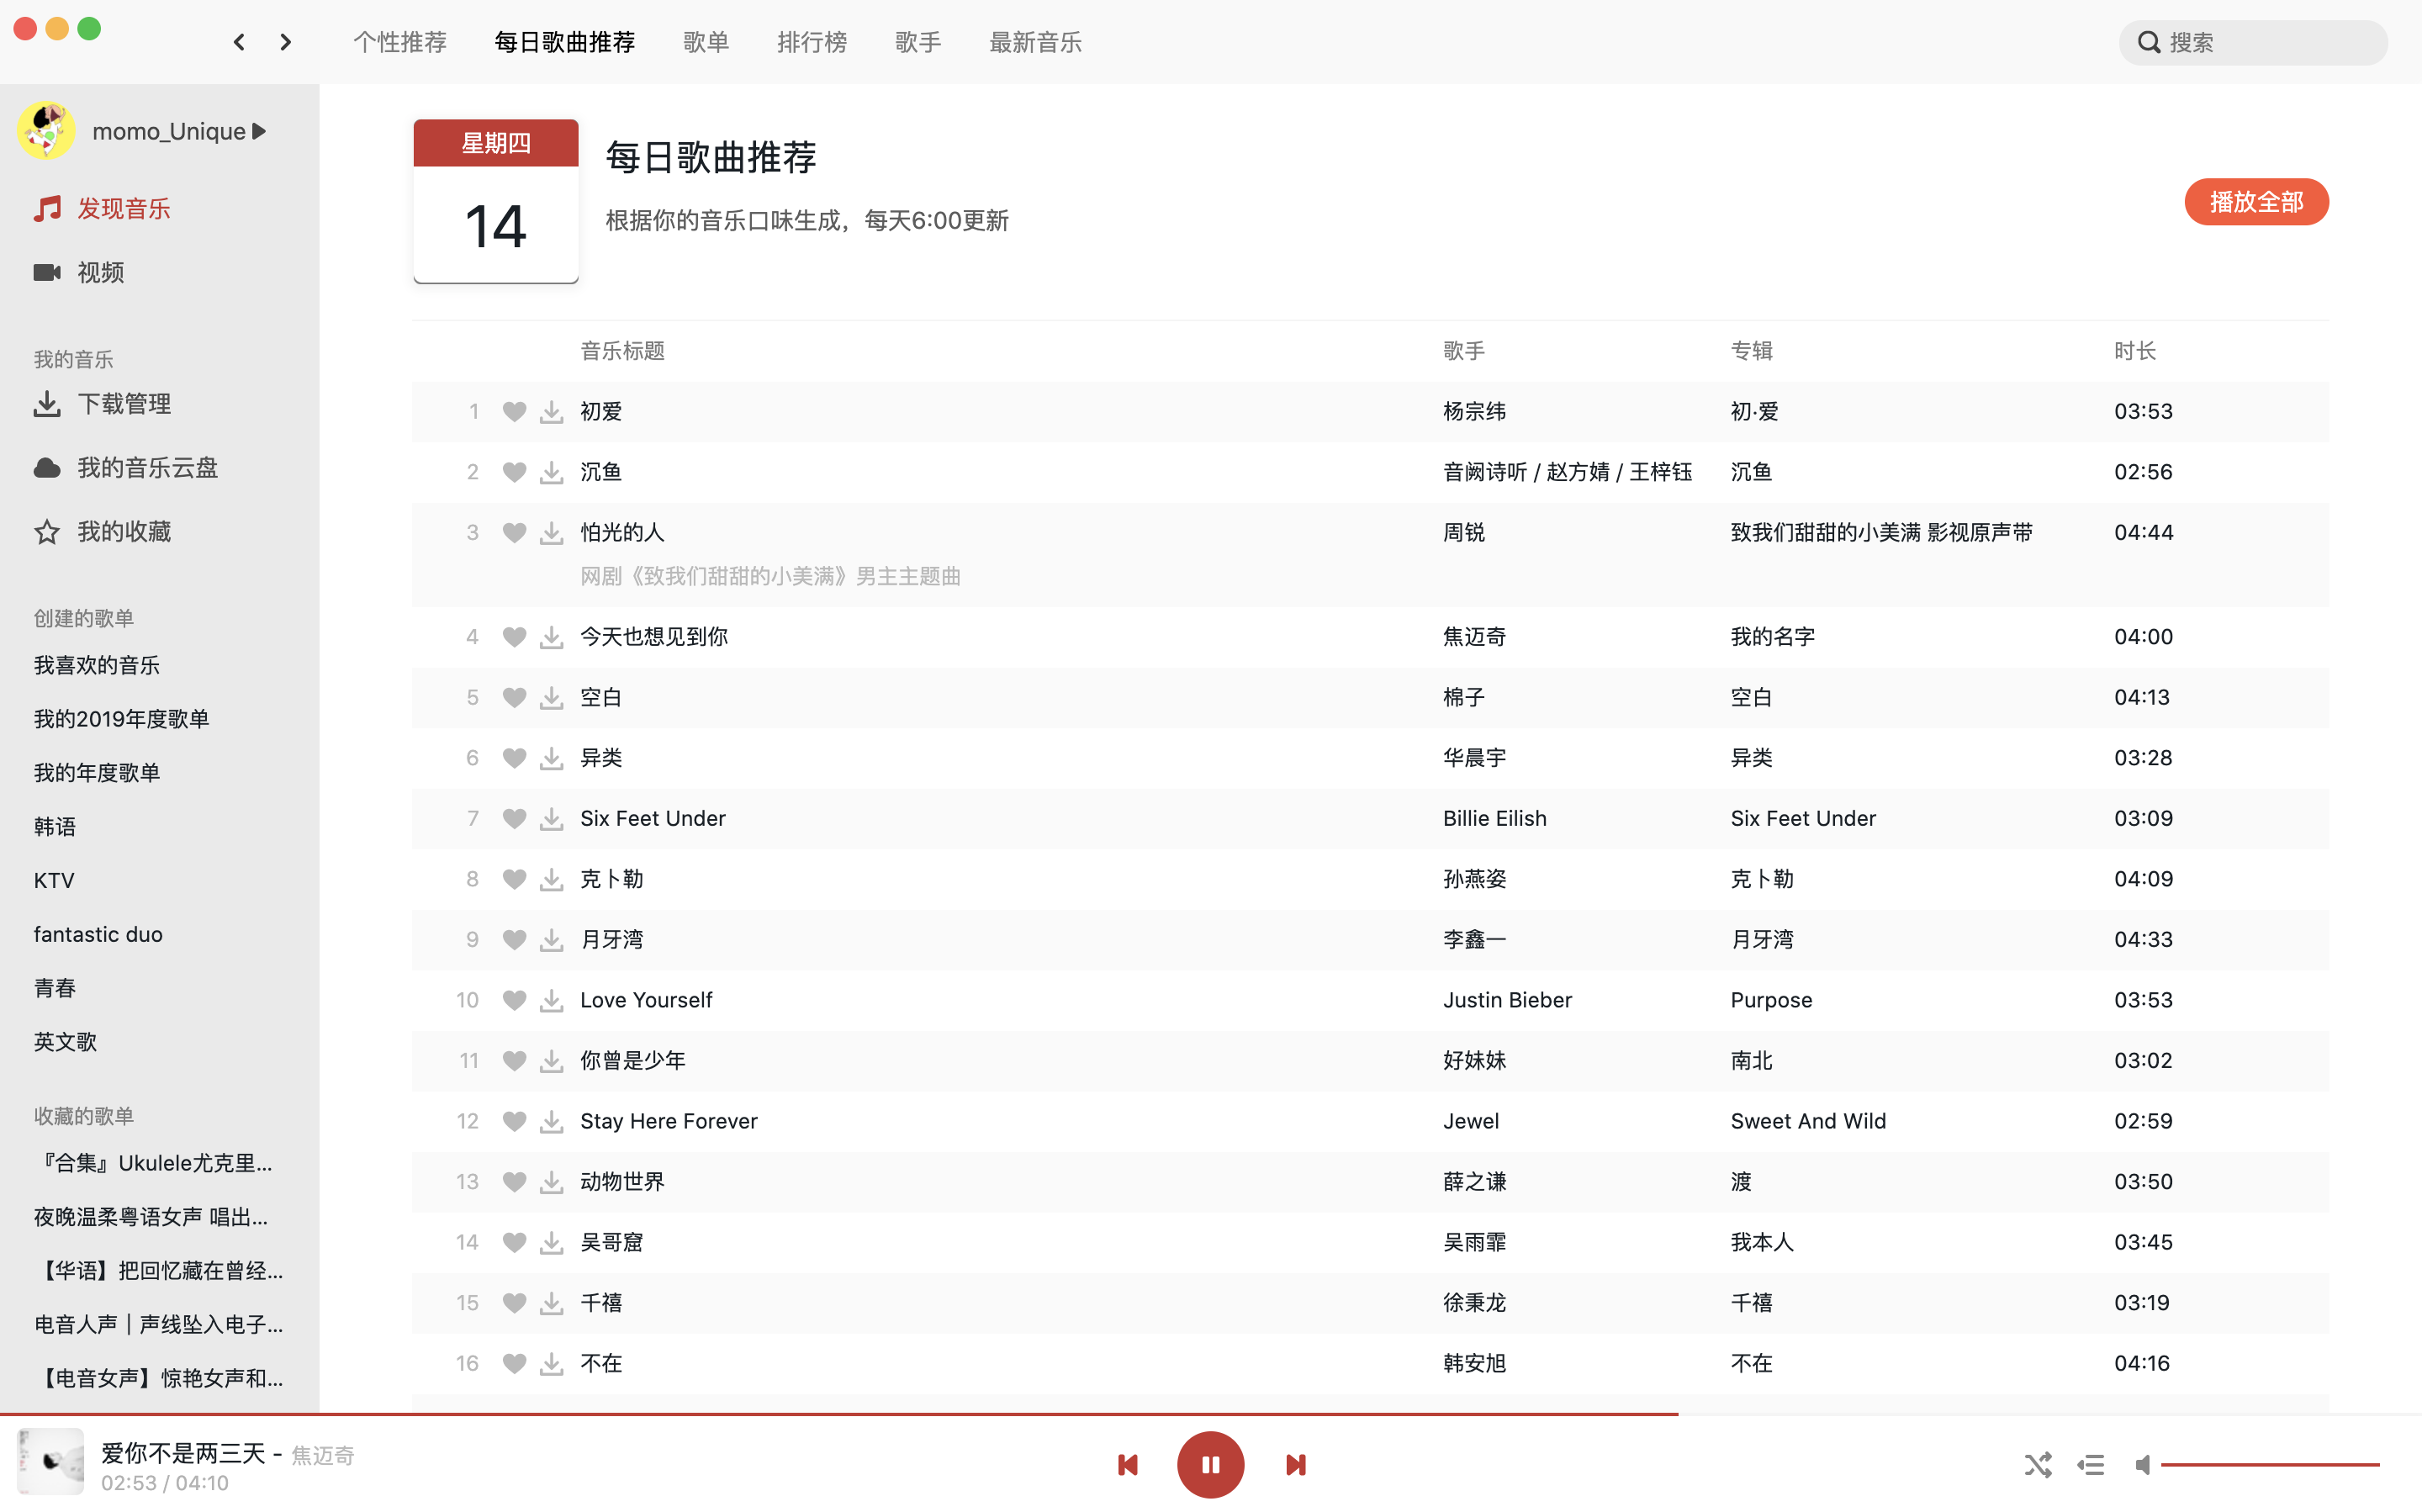 个性推荐 每日歌曲推荐 歌单 排行榜 歌手 最新音乐 搜索
momo_Unique
发现音乐
视频
我的音乐
下载管理
我的音乐云盘
我的收藏
创建的歌单
我喜欢的音乐
我的2019年度歌单
我的年度歌单
韩语
KTV
fantastic duo
青春
英文歌
收藏的歌单
『合集』Ukulele尤克里...
夜晚温柔粤语女声 唱出...
【华语】把回忆藏在曾经...
电音人声｜声线坠入电子...
【电音女声】惊艳女声和...
星期四
14
每日歌曲推荐
根据你的音乐口味生成，每天6:00更新
播放全部
音乐标题 歌手 专辑 时长
1 初爱 杨宗纬 初·爱 03:53
2 沉鱼 音阙诗听 / 赵方婧 / 王梓钰 沉鱼 02:56
3 怕光的人 周锐 致我们甜甜的小美满 影视原声带 04:44
网剧《致我们甜甜的小美满》男主主题曲
4 今天也想见到你 焦迈奇 我的名字 04:00
5 空白 棉子 空白 04:13
6 异类 华晨宇 异类 03:28
7 Six Feet Under Billie Eilish Six Feet Under 03:09
8 克卜勒 孙燕姿 克卜勒 04:09
9 月牙湾 李鑫一 月牙湾 04:33
10 Love Yourself Justin Bieber Purpose 03:53
11 你曾是少年 好妹妹 南北 03:02
12 Stay Here Forever Jewel Sweet And Wild 02:59
13 动物世界 薛之谦 渡 03:50
14 吴哥窟 吴雨霏 我本人 03:45
15 千禧 徐秉龙 千禧 03:19
16 不在 韩安旭 不在 04:16
爱你不是两三天 - 焦迈奇
02:53 / 04:10